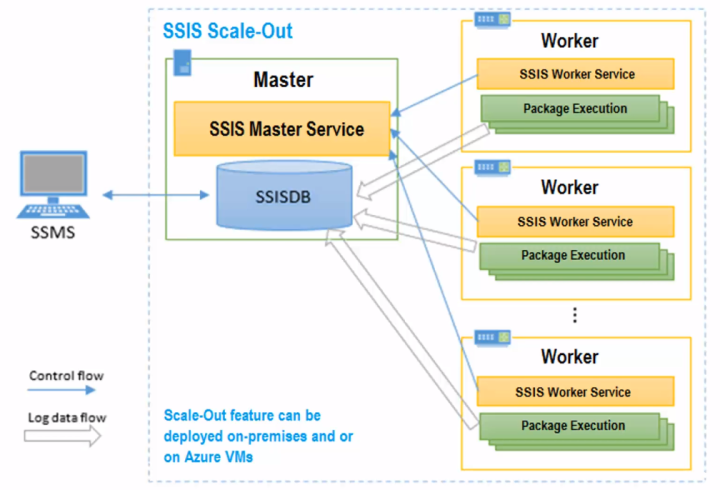 SSIS Scale-Out
Master
SSIS Master Service
SSISDB
SSMS
Worker
SSIS Worker Service
Package Execution
Worker
SSIS Worker Service
Package Execution
Worker
SSIS Worker Service
Package Execution
Control flow
Log data flow
Scale-Out feature can be
deployed on-premises and or
on Azure VMs